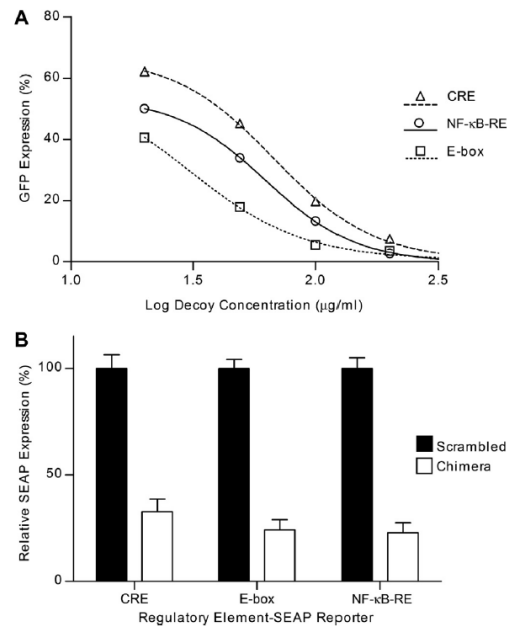 A
GFP Expression (%)
80
60
40
20
0
1.0 1.5 2.0 2.5
Log Decoy Concentration (μg/ml)
CRE
NF-κB-RE
E-box
B
Relative SEAP Expression (%)
100
50
0
CRE E-box NF-κB-RE
Regulatory Element-SEAP Reporter
Scrambled
Chimera